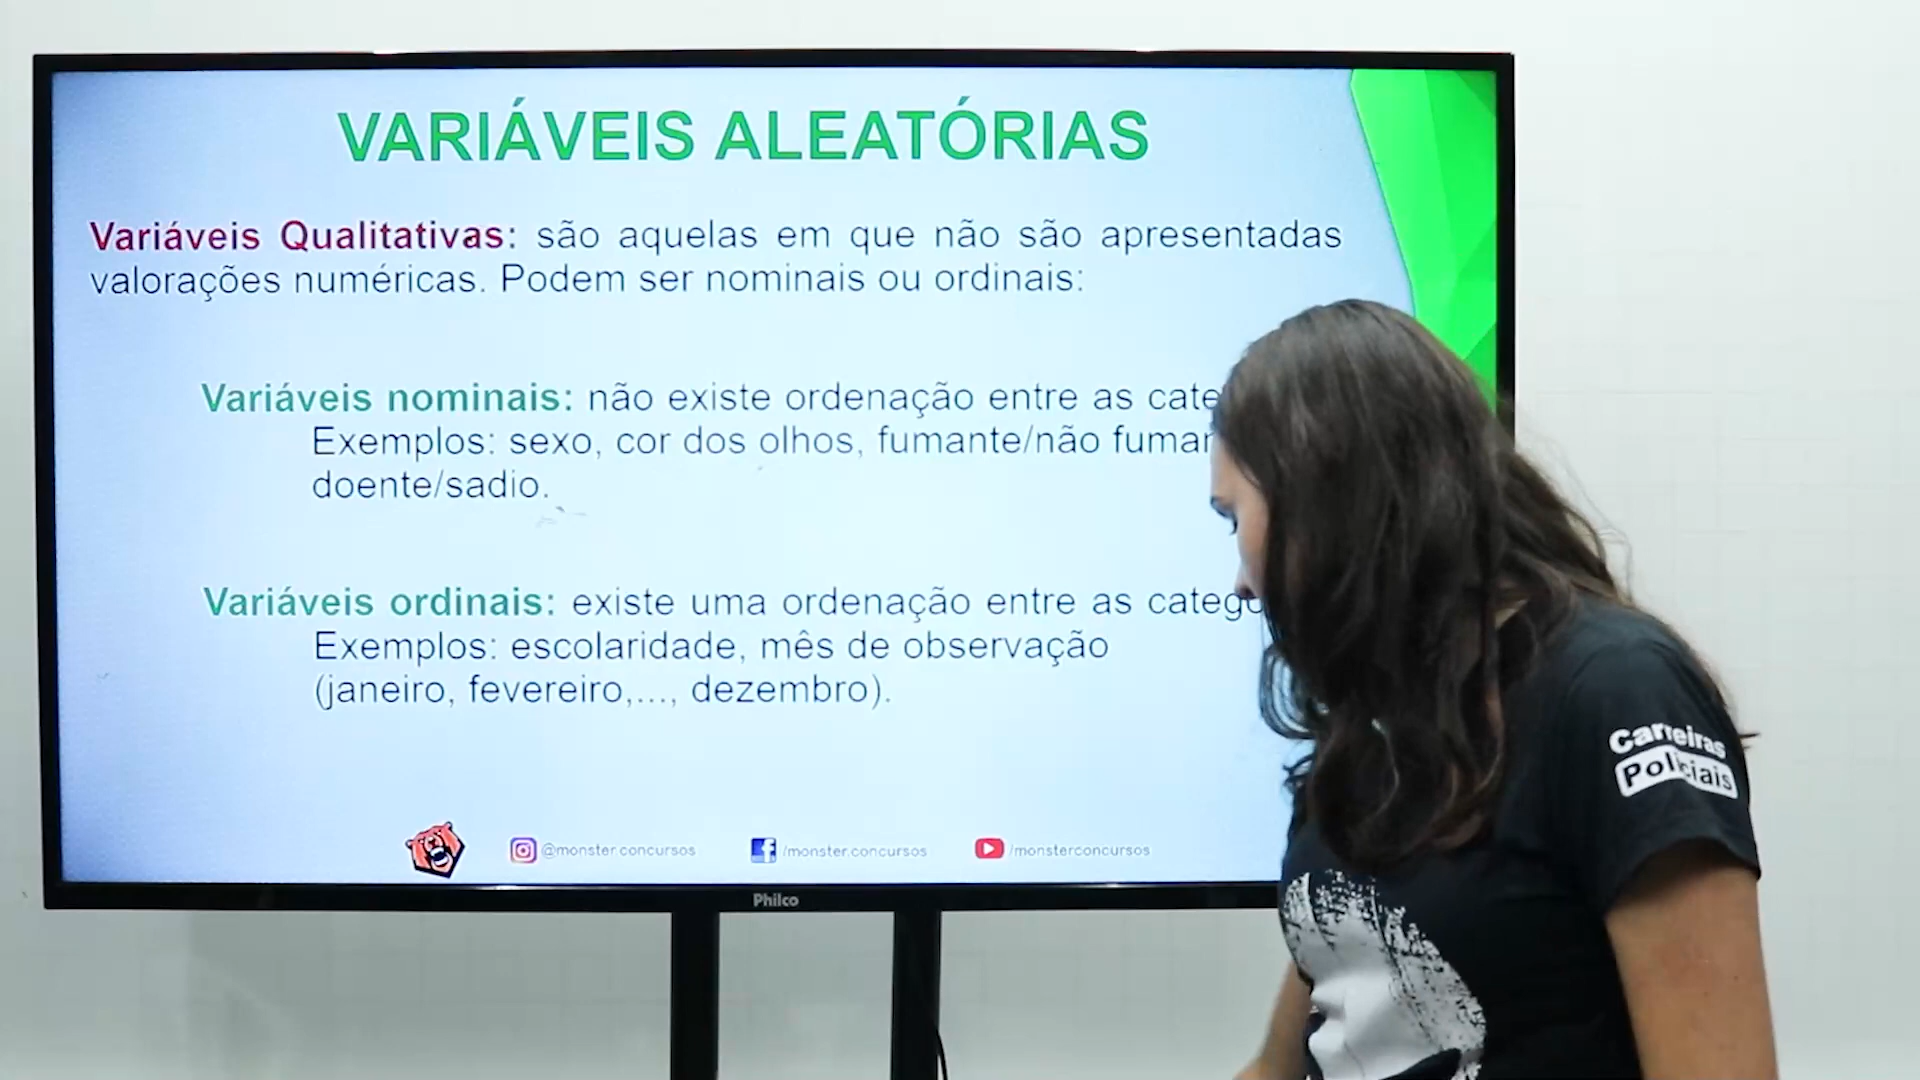 VARIÁVEIS ALEATÓRIAS
Variáveis Qualitativas: são aquelas em que não são apresentadas
valorações numéricas. Podem ser nominais ou ordinais:
Variáveis nominais: não existe ordenação entre as
Exemplos: sexo, cor dos olhos, fumante/não
doente/sadio.
Variáveis ordinais: existe uma ordenação entre as
Exemplos: escolaridade, mês de observação
(janeiro, fevereiro,..., dezembro).
@monster.concursos /monster.concursos /monsterconcursos
Philco
Carreiras
Policiais